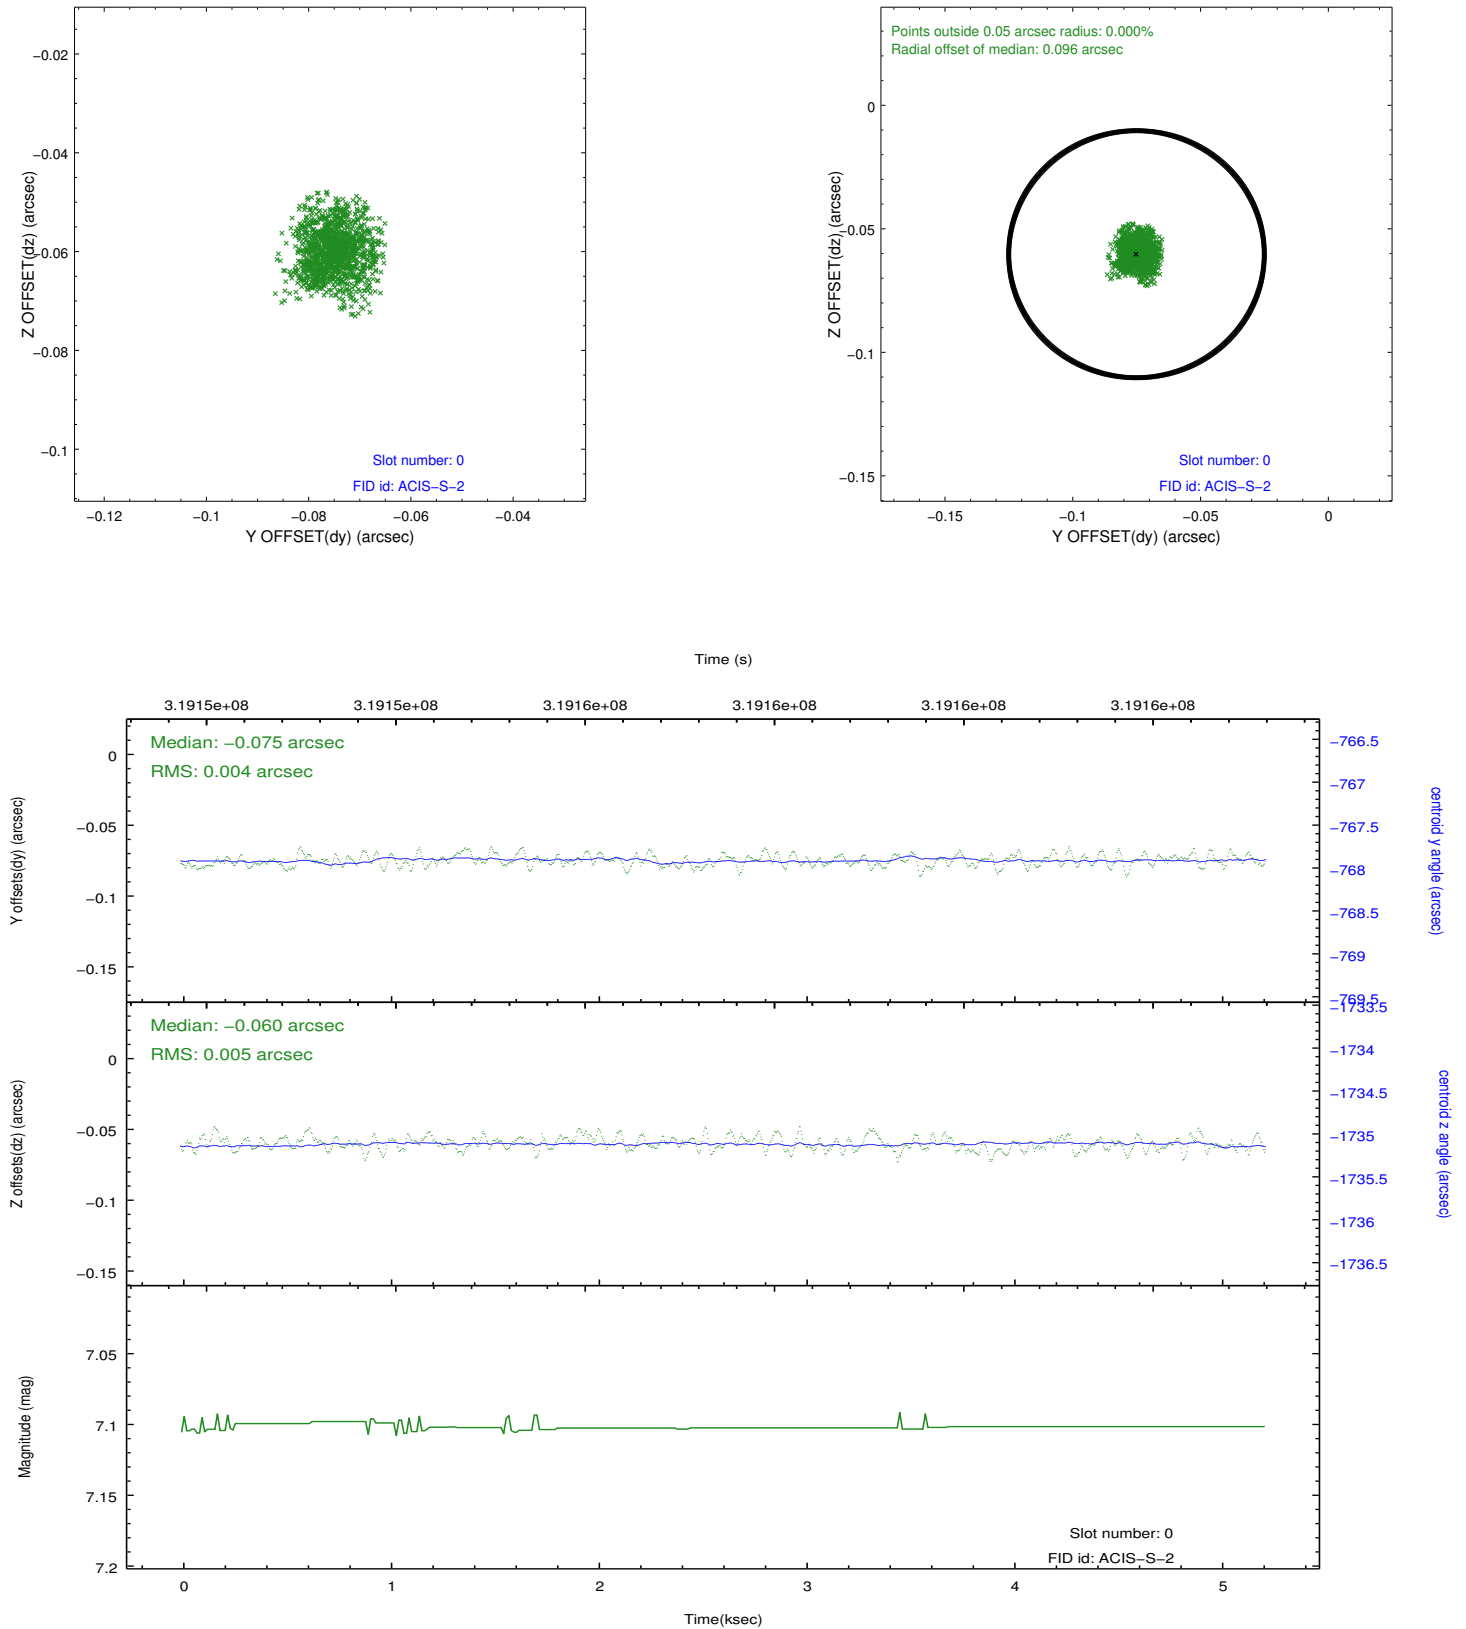 −0.02
−0.04
−0.06
−0.08
−0.1
Z OFFSET(dz) (arcsec)
Slot number: 0
FID id: ACIS−S−2
−0.12 −0.1 −0.08 −0.06 −0.04
Y OFFSET(dy) (arcsec)
Points outside 0.05 arcsec radius: 0.000%
Radial offset of median: 0.096 arcsec
0
−0.05
−0.1
−0.15
Z OFFSET(dz) (arcsec)
Slot number: 0
FID id: ACIS−S−2
−0.15 −0.1 −0.05 0
Y OFFSET(dy) (arcsec)
Time (s)
3.1915e+08 3.1915e+08 3.1916e+08 3.1916e+08 3.1916e+08 3.1916e+08
Median: −0.075 arcsec
RMS: 0.004 arcsec
0
−0.05
−0.1
−0.15
Y offsets(dy) (arcsec)
−766.5
−767
−767.5
−768
−768.5
−769
−769.5
centroid y angle (arcsec)
Median: −0.060 arcsec
RMS: 0.005 arcsec
0
−0.05
−0.1
−0.15
Z offsets(dz) (arcsec)
−1733.5
−1734
−1734.5
−1735
−1735.5
−1736
−1736.5
centroid z angle (arcsec)
7.05
7.1
7.15
7.2
Magnitude (mag)
Slot number: 0
FID id: ACIS−S−2
0 1 2 3 4 5
Time(ksec)